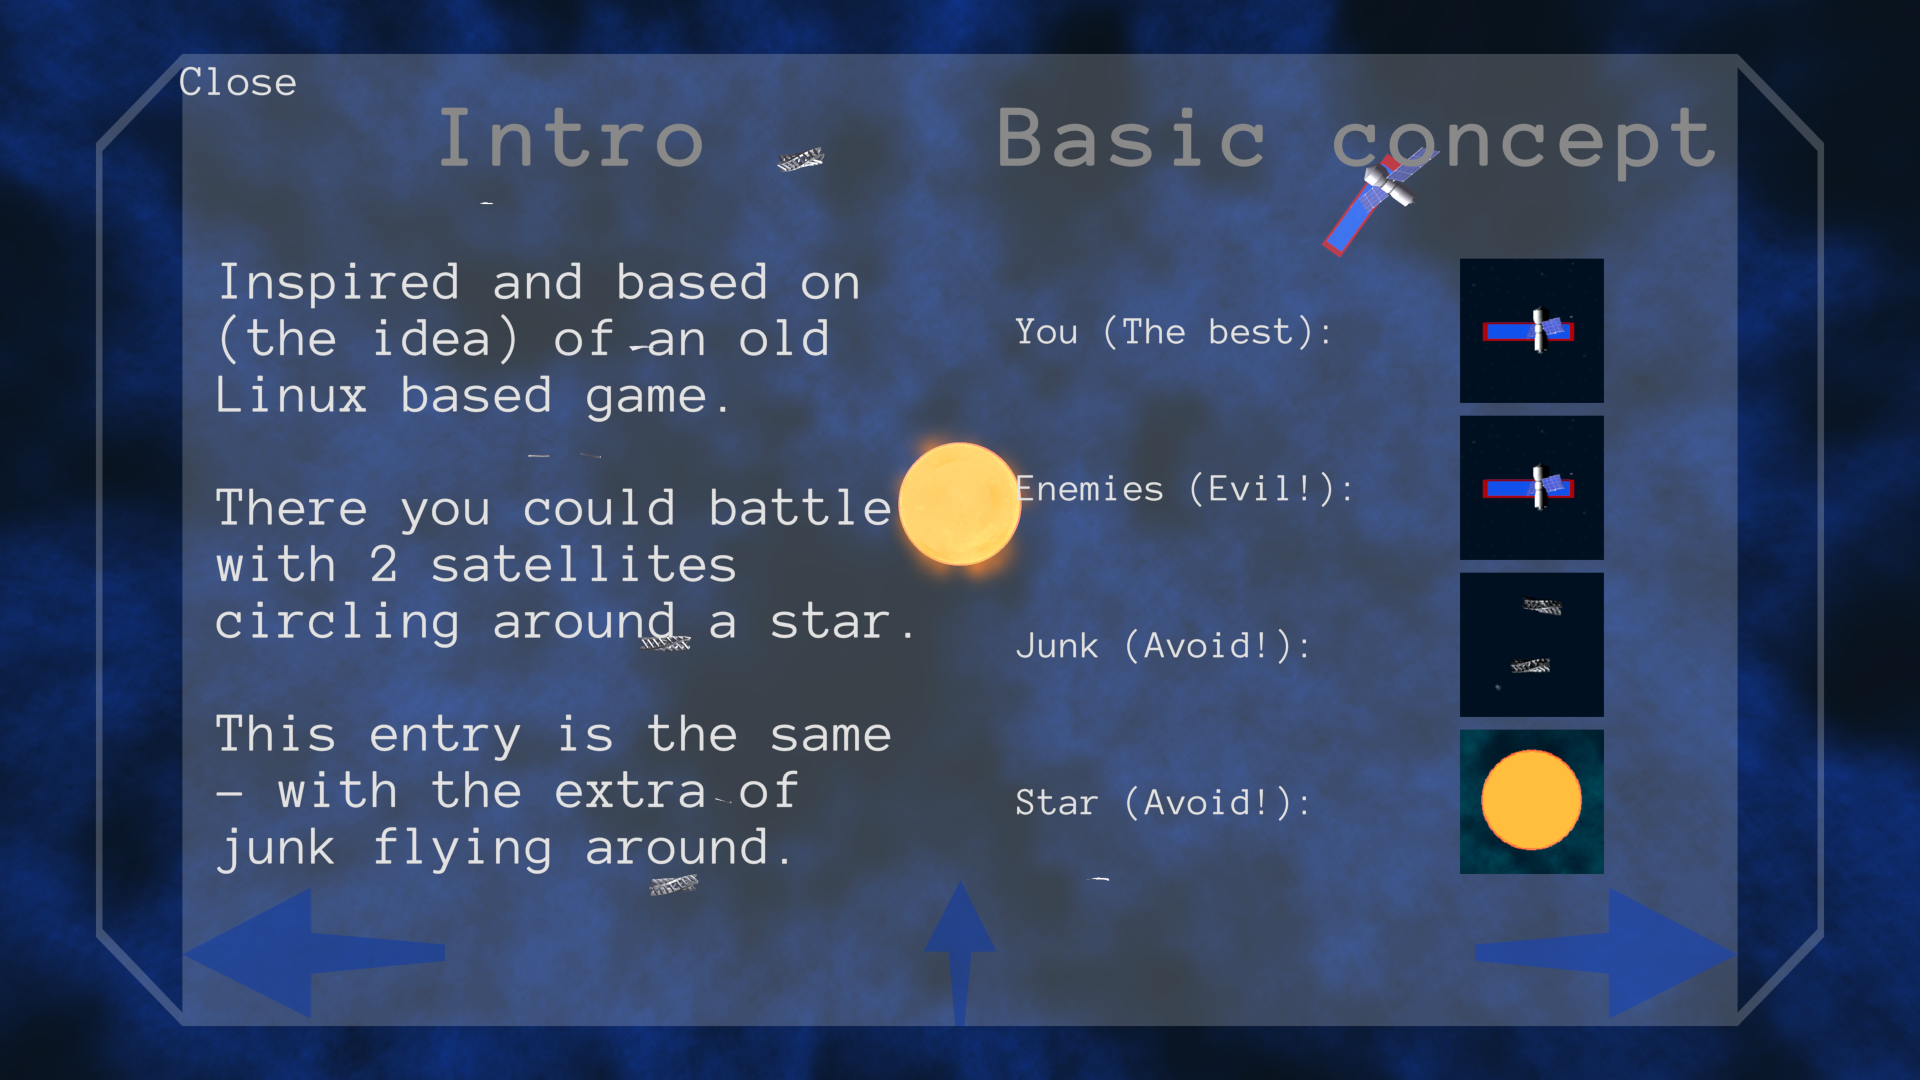 Close
Intro
Inspired and based on
(the idea) of an old
Linux based game.
There you could battle
with 2 satellites
circling around a star.
This entry is the same
– with the extra of
junk flying around.
Basic concept
You (The best):
Enemies (Evil!):
Junk (Avoid!):
Star (Avoid!):